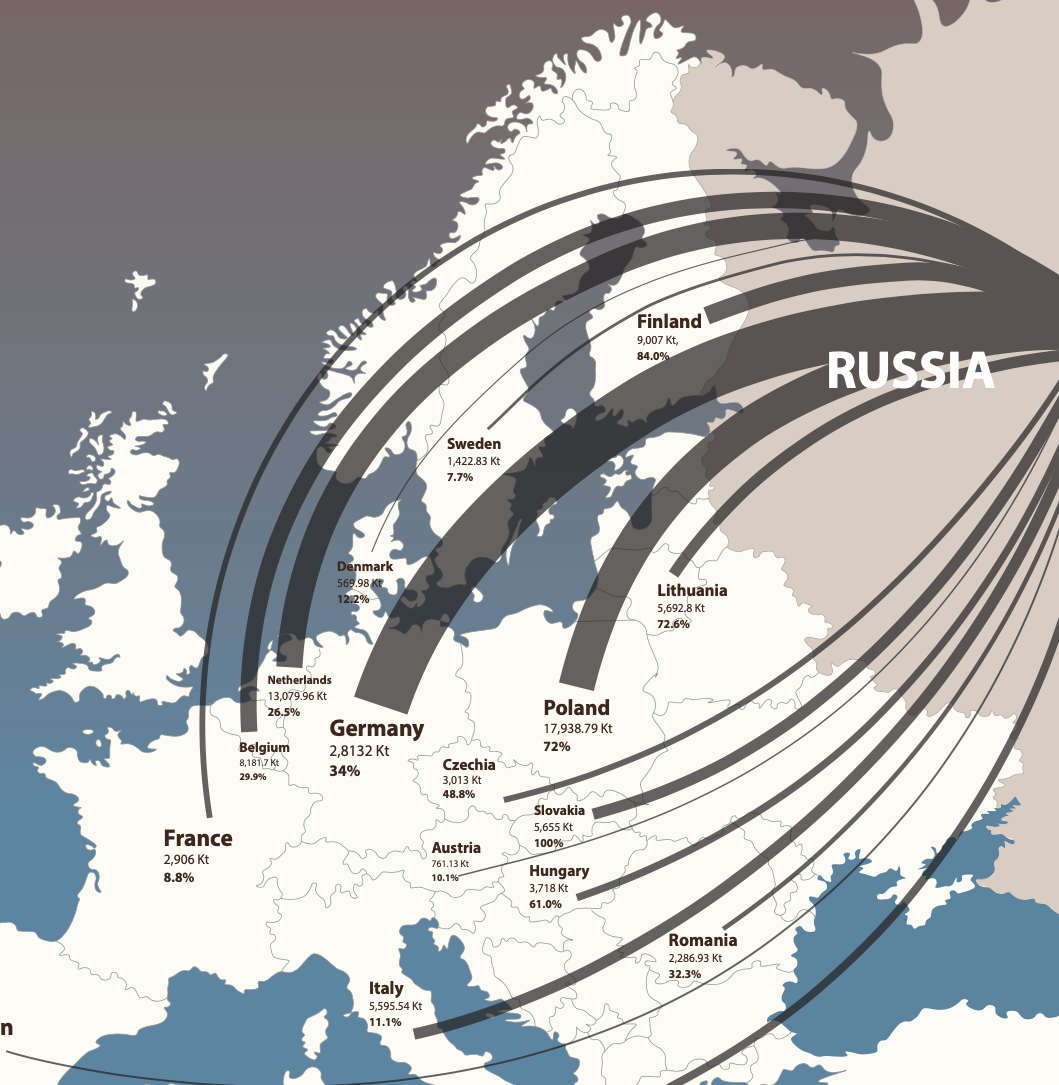 RUSSIA
Finland
9,007 Kt,
84.0%
Sweden
1,422.83 Kt
7.7%
Denmark
569.98 Kt
12.2%
Lithuania
5,692.8 Kt
72.6%
Netherlands
13,079.96 Kt
26.5%
Germany
2,8132 Kt
34%
Poland
17,938.79 Kt
72%
Belgium
8,181,7 Kt
29.9%
Czechia
3,013 Kt
48.8%
Slovakia
5,655 Kt
100%
France
2,906 Kt
8.8%
Austria
761.13 Kt
10.1%
Hungary
3,718 Kt
61.0%
Romania
2,286.93 Kt
32.3%
Italy
5,595.54 Kt
11.1%
n